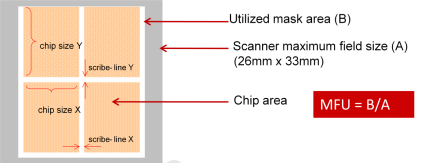 Utilized mask area (B)
chip size Y
Scanner maximum field size (A)
(26mm x 33mm)
scribe- line Y
Chip area
chip size X
MFU = B/A
scribe-line X